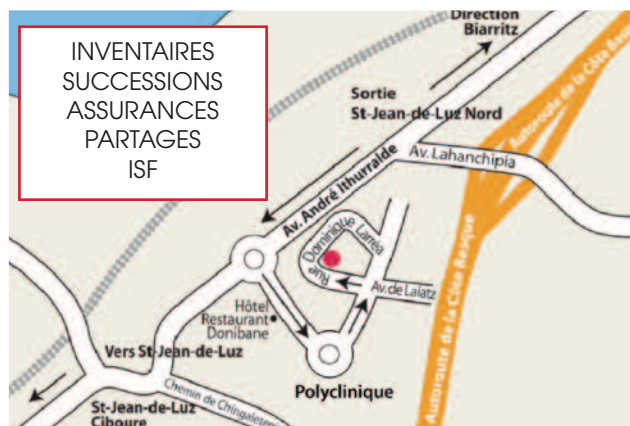 INVENTAIRES
SUCCESSIONS
ASSURANCES
PARTAGES
ISF
Direction
Biarritz
Sortie
St-Jean-de-Luz Nord
Autoroute de la Côte Basque
Av. Lahanchipia
Av. André Ithurralde
Rue Dominique Larréa
Av. de Laiatz
Hôtel
Restaurant
Donibane
Autoroute de la Côte Basque
Vers St-Jean-de-Luz
Polyclinique
Chemin de Chingaletenia
St-Jean-de-Luz
Ciboure